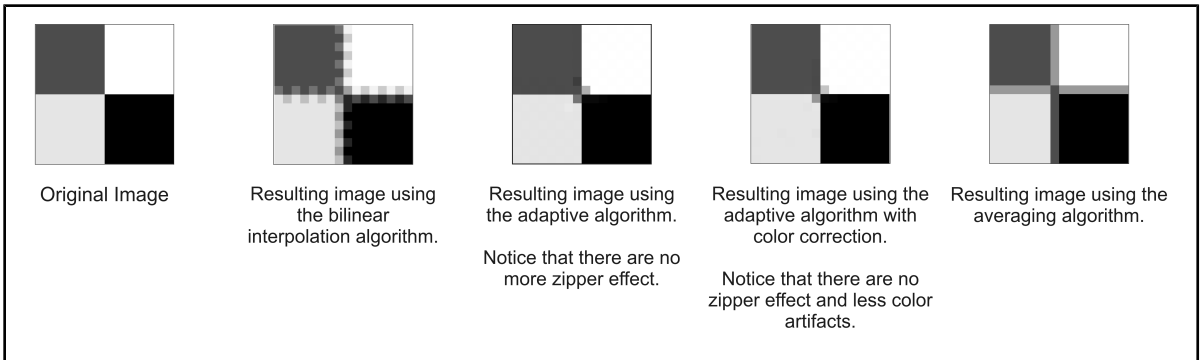 Original Image
Resulting image using
the bilinear
interpolation algorithm.
Resulting image using
the adaptive algorithm.
Notice that there are no
more zipper effect.
Resulting image using the
adaptive algorithm with
color correction.
Notice that there are no
zipper effect and less color
artifacts.
Resulting image using the
averaging algorithm.